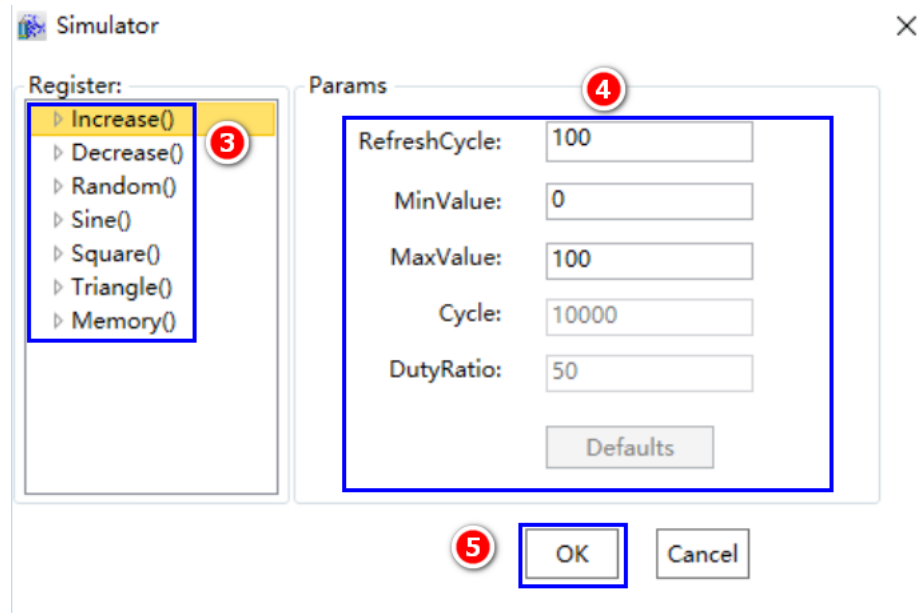 Simulator
Register:
Increase()
Decrease()
Random()
Sine()
Square()
Triangle()
Memory()
3
Params
4
RefreshCycle: 100
MinValue: 0
MaxValue: 100
Cycle: 10000
DutyRatio: 50
Defaults
5
OK Cancel